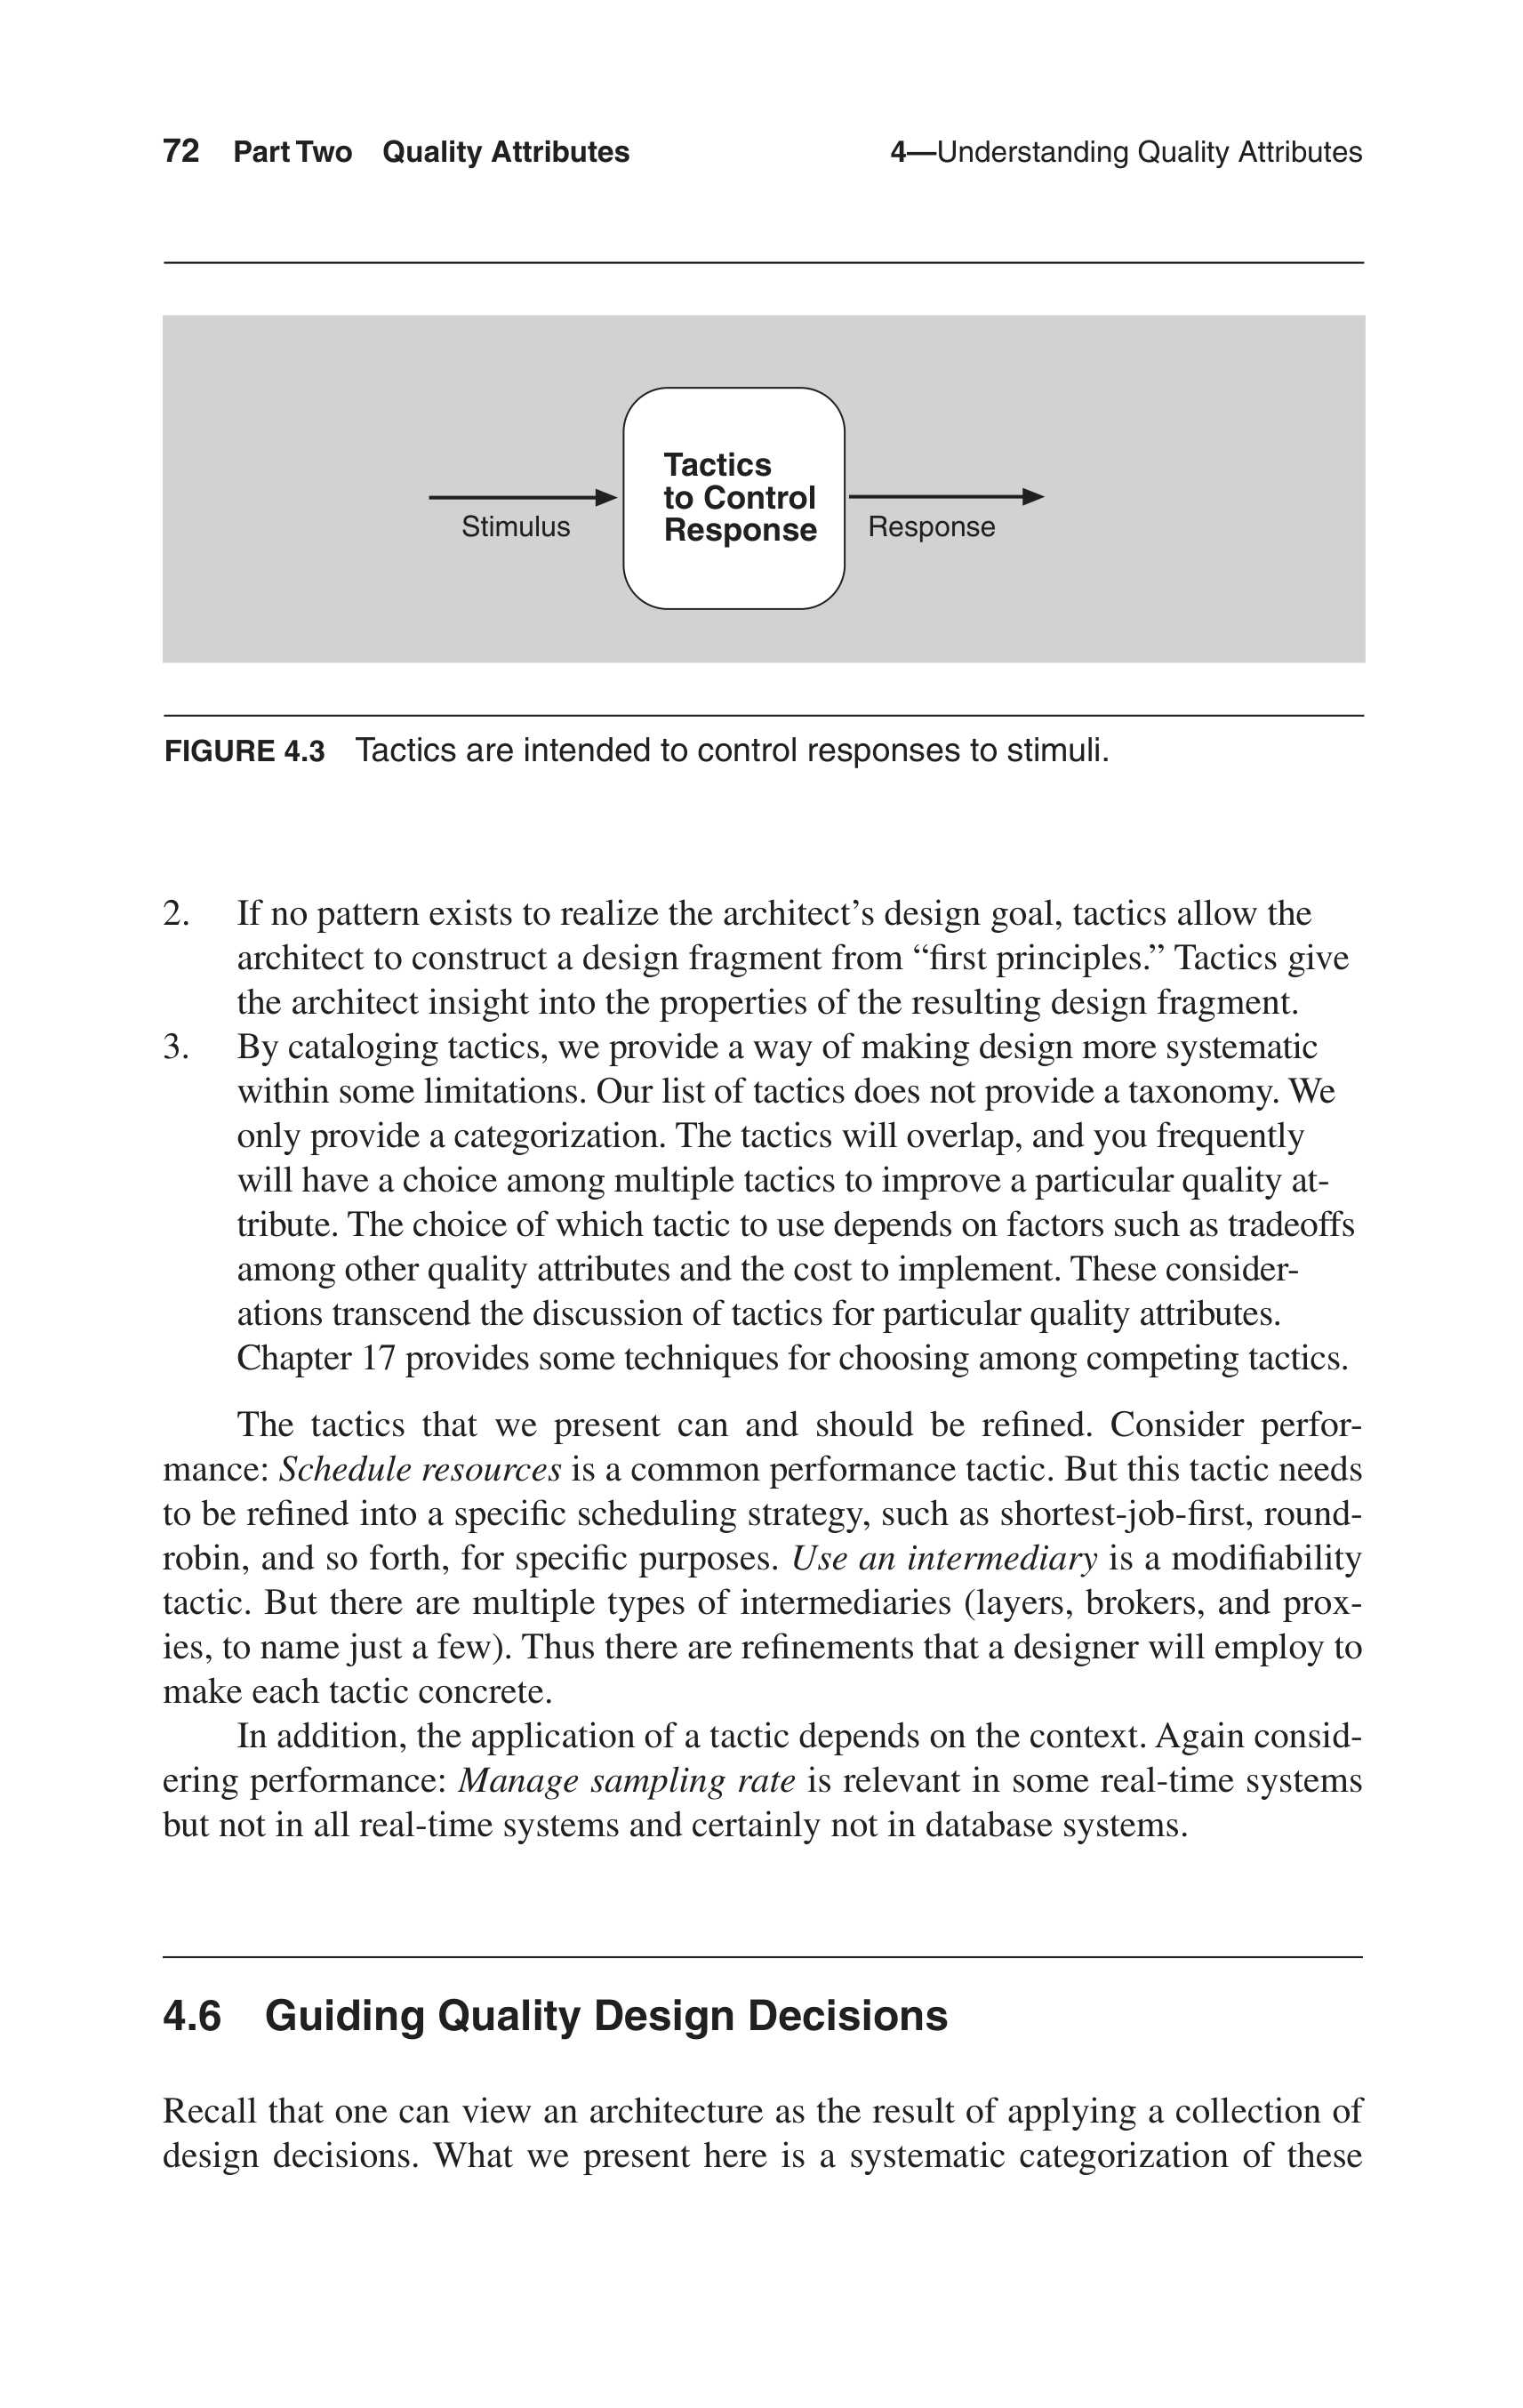 72 Part Two Quality Attributes 4—Understanding Quality Attributes
Tactics
to Control
Response
Stimulus
Response
FIGURE 4.3 Tactics are intended to control responses to stimuli.
2. If no pattern exists to realize the architect’s design goal, tactics allow the
architect to construct a design fragment from “first principles.” Tactics give
the architect insight into the properties of the resulting design fragment.
3. By cataloging tactics, we provide a way of making design more systematic
within some limitations. Our list of tactics does not provide a taxonomy. We
only provide a categorization. The tactics will overlap, and you frequently
will have a choice among multiple tactics to improve a particular quality at-
tribute. The choice of which tactic to use depends on factors such as tradeoffs
among other quality attributes and the cost to implement. These consider-
ations transcend the discussion of tactics for particular quality attributes.
Chapter 17 provides some techniques for choosing among competing tactics.
The tactics that we present can and should be refined. Consider perfor-
mance: Schedule resources is a common performance tactic. But this tactic needs
to be refined into a specific scheduling strategy, such as shortest-job-first, round-
robin, and so forth, for specific purposes. Use an intermediary is a modifiability
tactic. But there are multiple types of intermediaries (layers, brokers, and prox-
ies, to name just a few). Thus there are refinements that a designer will employ to
make each tactic concrete.
In addition, the application of a tactic depends on the context. Again consid-
ering performance: Manage sampling rate is relevant in some real-time systems
but not in all real-time systems and certainly not in database systems.
4.6 Guiding Quality Design Decisions
Recall that one can view an architecture as the result of applying a collection of
design decisions. What we present here is a systematic categorization of these